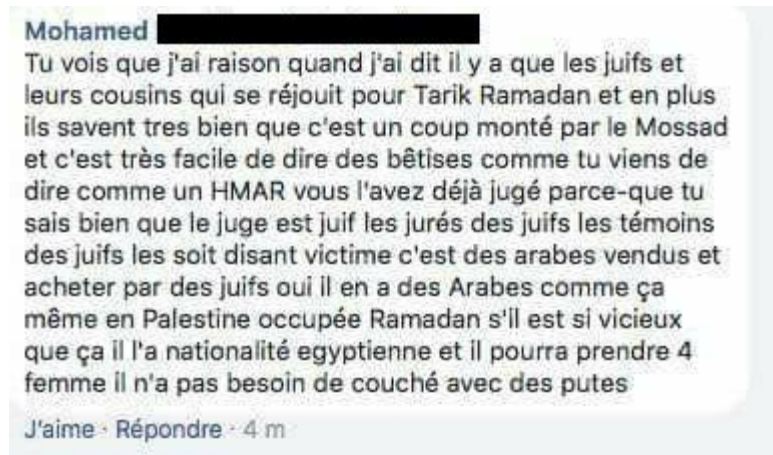 Mohamed
Tu vois que j'ai raison quand j'ai dit il y a que les juifs et
leurs cousins qui se réjouit pour Tarik Ramadan et en plus
ils savent tres bien que c'est un coup monté par le Mossad
et c'est très facile de dire des bêtises comme tu viens de
dire comme un HMAR vous l'avez déjà jugé parce-que tu
sais bien que le juge est juif les jurés des juifs les témoins
des juifs les soit disant victime c'est des arabes vendus et
acheter par des juifs oui il en a des Arabes comme ça
même en Palestine occupée Ramadan s'il est si vicieux
que ça il l'a nationalité egyptienne et il pourra prendre 4
femme il n'a pas besoin de couché avec des putes
J'aime · Répondre · 4 m